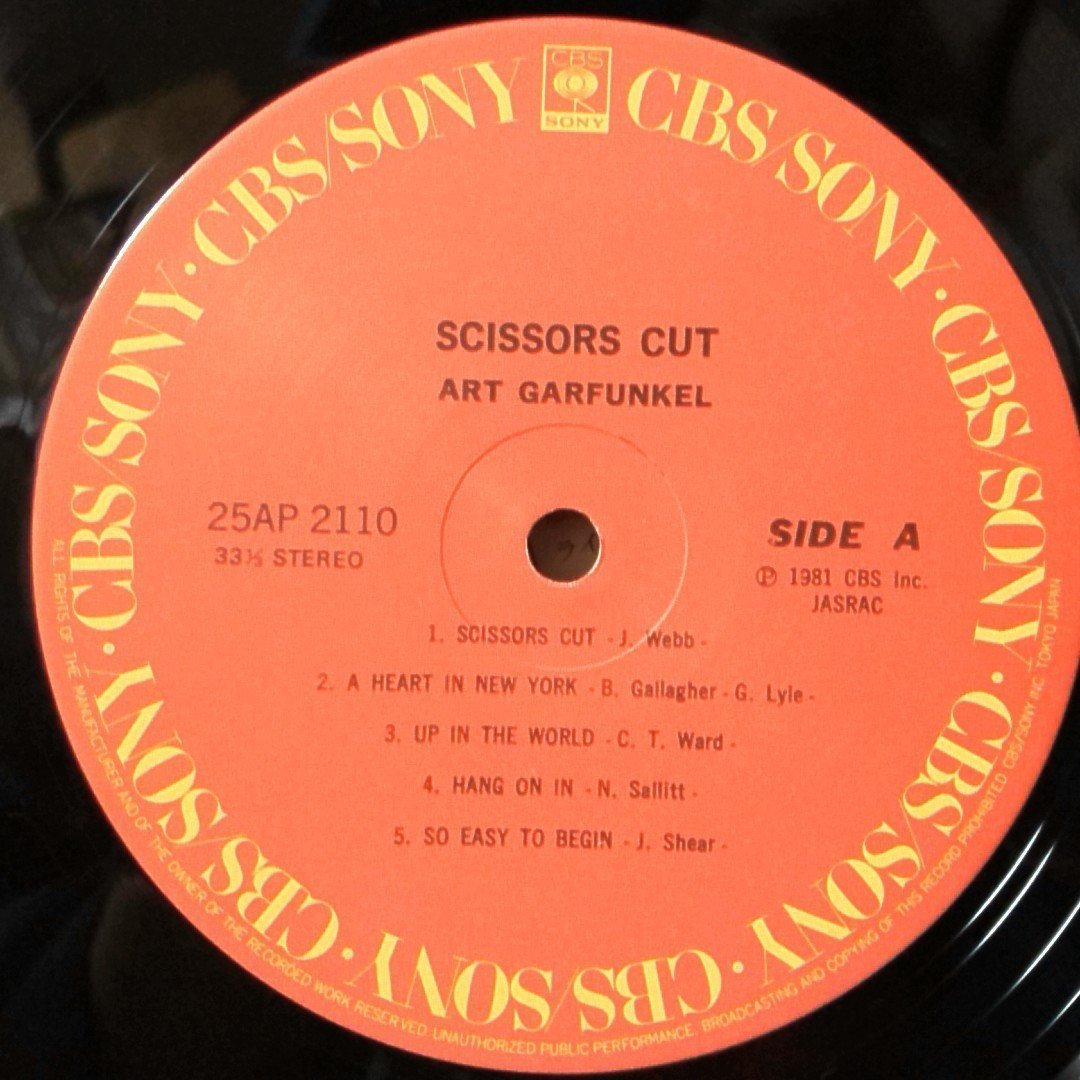 CBS
SONY
CBS/SONY · CBS/SONY · CBS/SONY · CBS/SONY · CBS/SONY · CBS/SONY · CBS/SONY · CBS/SONY
SCISSORS CUT
ART GARFUNKEL
25AP 2110
33⅓ STEREO
SIDE A
Ⓟ 1981 CBS Inc.
JASRAC
1. SCISSORS CUT - J. Webb -
2. A HEART IN NEW YORK - B. Gallagher - G. Lyle -
3. UP IN THE WORLD - C. T. Ward -
4. HANG ON IN - N. Sallitt -
5. SO EASY TO BEGIN - J. Shear -
ALL RIGHTS OF THE MANUFACTURER AND OF THE OWNER OF THE RECORDED WORK RESERVED. UNAUTHORIZED PUBLIC PERFORMANCE, BROADCASTING AND COPYING OF THIS RECORD PROHIBITED CBS/SONY INC. TOKYO JAPAN